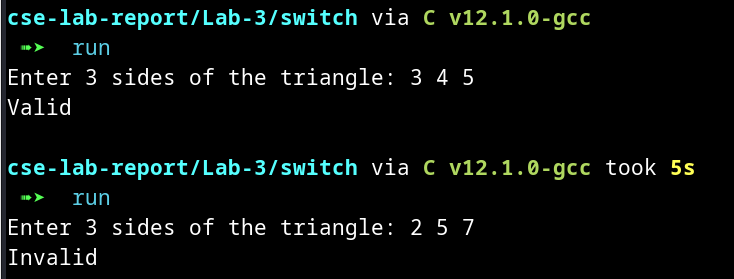 cse-lab-report/Lab-3/switch via C v12.1.0-gcc
➠➤ run
Enter 3 sides of the triangle: 3 4 5
Valid
cse-lab-report/Lab-3/switch via C v12.1.0-gcc took 5s
➠➤ run
Enter 3 sides of the triangle: 2 5 7
Invalid